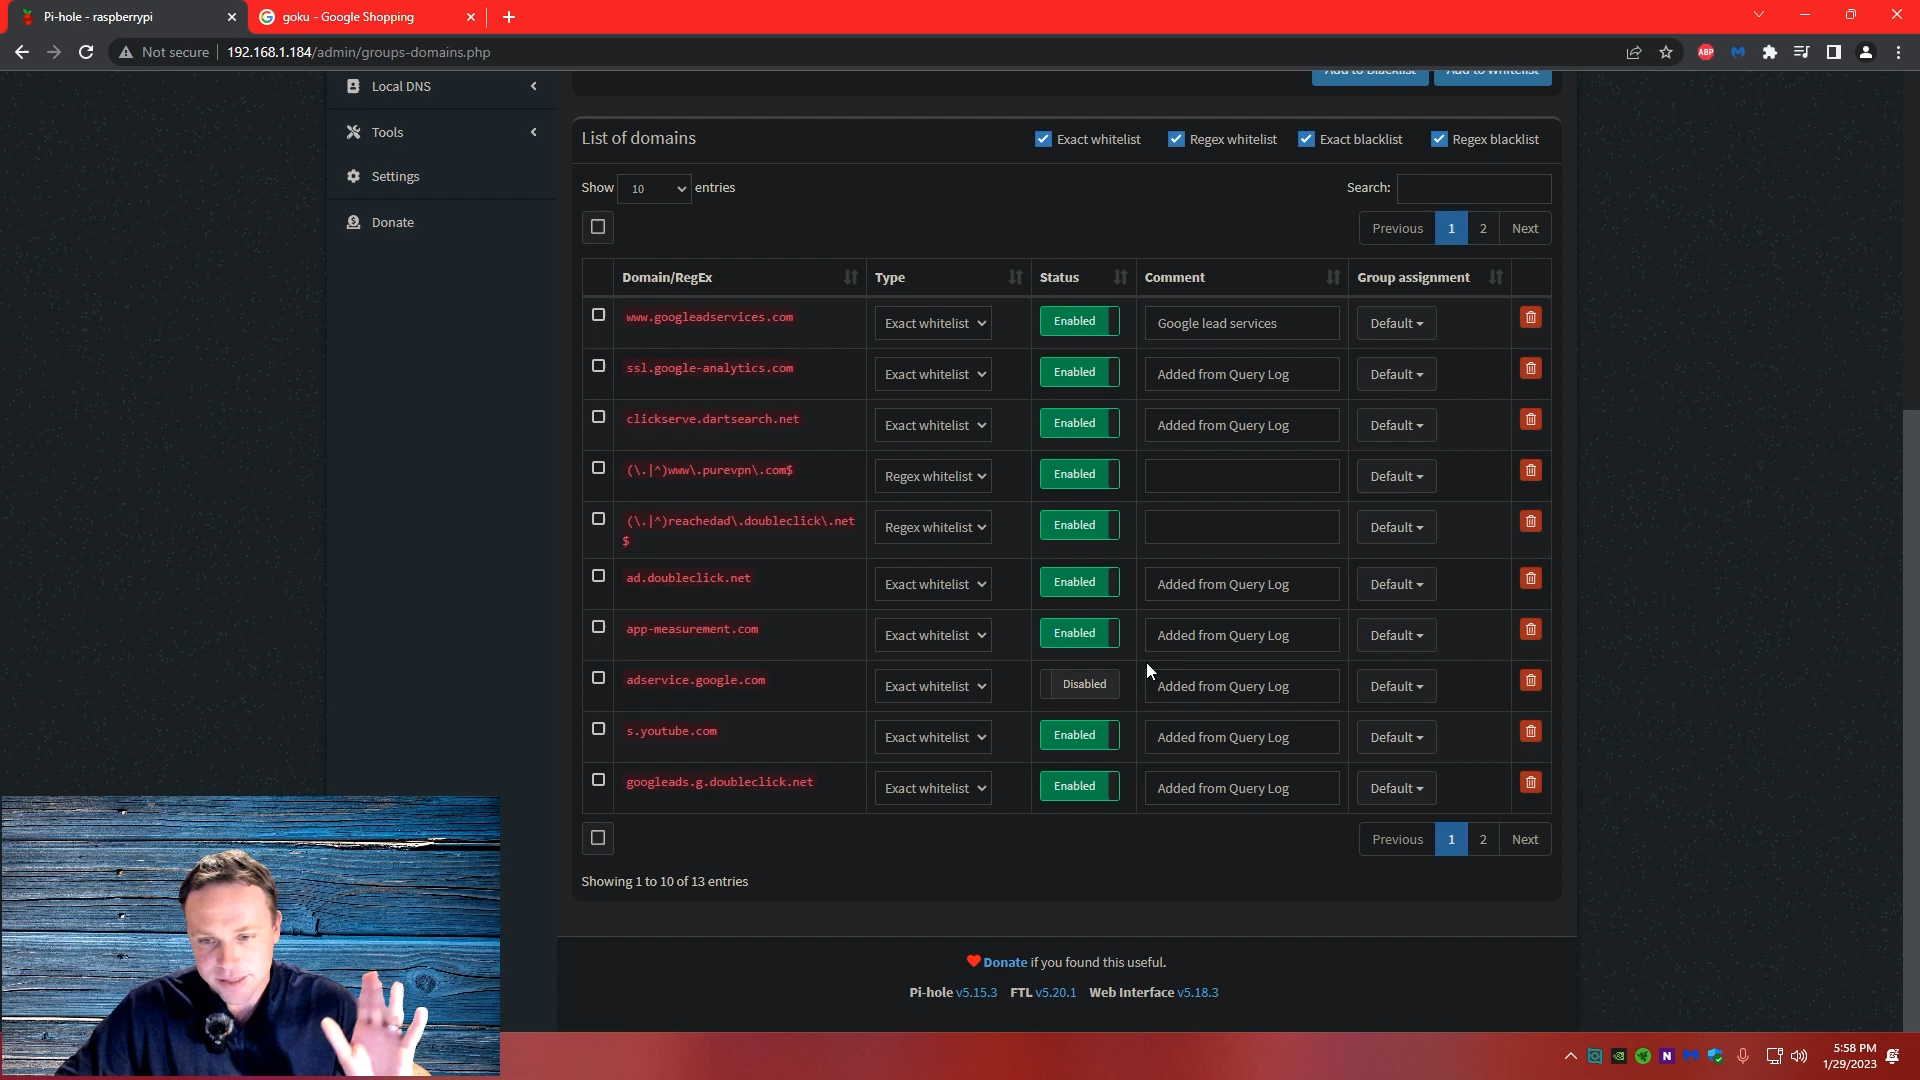 Pi-hole - raspberrypi
goku - Google Shopping
Not secure
192.168.1.184/admin/groups-domains.php
ABP
Local DNS
Tools
Settings
Donate
Add to Blacklist Add to Whitelist
List of domains
Exact whitelist Regex whitelist Exact blacklist Regex blacklist
Show 10 entries
Search:
Previous 1 2 Next
Domain/RegEx Type Status Comment Group assignment
www.googleadservices.com Exact whitelist Enabled Google lead services Default
ssl.google-analytics.com Exact whitelist Enabled Added from Query Log Default
clickserve.dartsearch.net Exact whitelist Enabled Added from Query Log Default
(\.|^)www\.purevpn\.com$ Regex whitelist Enabled Default
(\.|^)reachedad\.doubleclick\.net Regex whitelist Enabled Default
$
ad.doubleclick.net Exact whitelist Enabled Added from Query Log Default
app-measurement.com Exact whitelist Enabled Added from Query Log Default
adservice.google.com Exact whitelist Disabled Added from Query Log Default
s.youtube.com Exact whitelist Enabled Added from Query Log Default
googleads.g.doubleclick.net Exact whitelist Enabled Added from Query Log Default
Previous 1 2 Next
Showing 1 to 10 of 13 entries
Donate if you found this useful.
Pi-hole v5.15.3 FTL v5.20.1 Web Interface v5.18.3
N
5:58 PM
1/29/2023